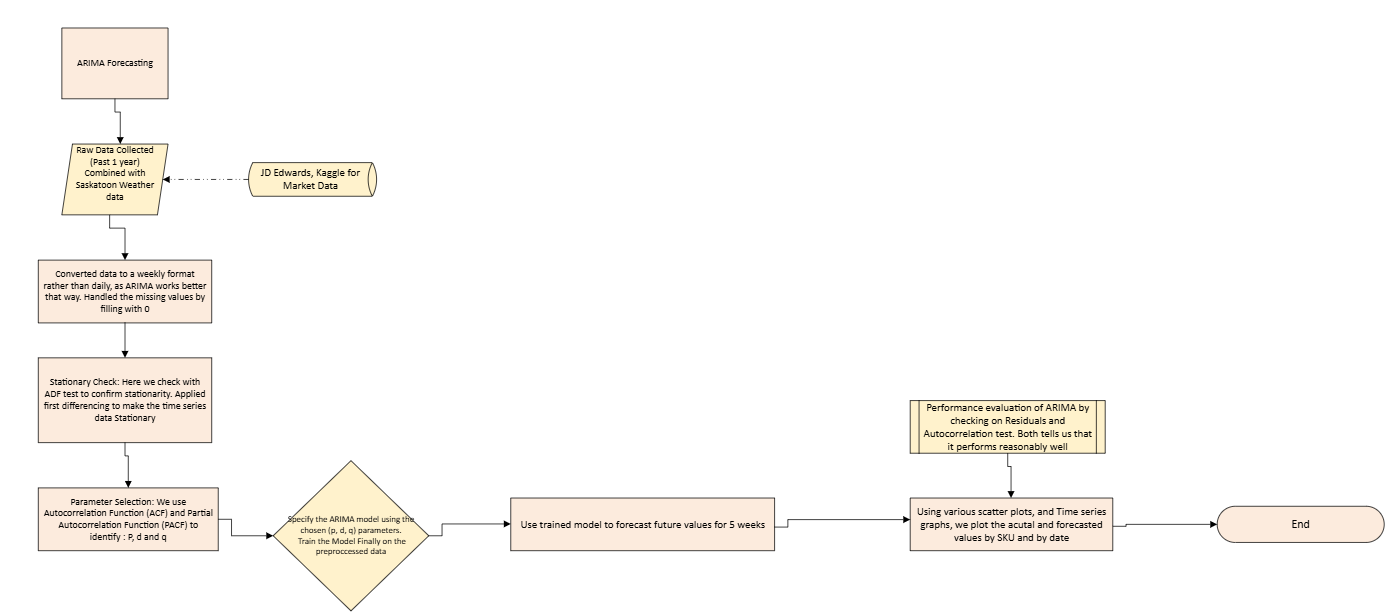 ARIMA Forecasting
Raw Data Collected
(Past 1 year)
Combined with
Saskatoon Weather
data
JD Edwards, Kaggle for
Market Data
Converted data to a weekly format
rather than daily, as ARIMA works better
that way. Handled the missing values by
filling with 0
Stationary Check: Here we check with
ADF test to confirm stationarity. Applied
first differencing to make the time series
data Stationary
Parameter Selection: We use
Autocorrelation Function (ACF) and Partial
Autocorrelation Function (PACF) to
identify : P, d and q
Specify the ARIMA model using the
chosen (p, d, q) parameters.
Train the Model Finally on the
preproccessed data
Use trained model to forecast future values for 5 weeks
Performance evaluation of ARIMA by
checking on Residuals and
Autocorrelation test. Both tells us that
it performs reasonably well
Using various scatter plots, and Time series
graphs, we plot the acutal and forecasted
values by SKU and by date
End